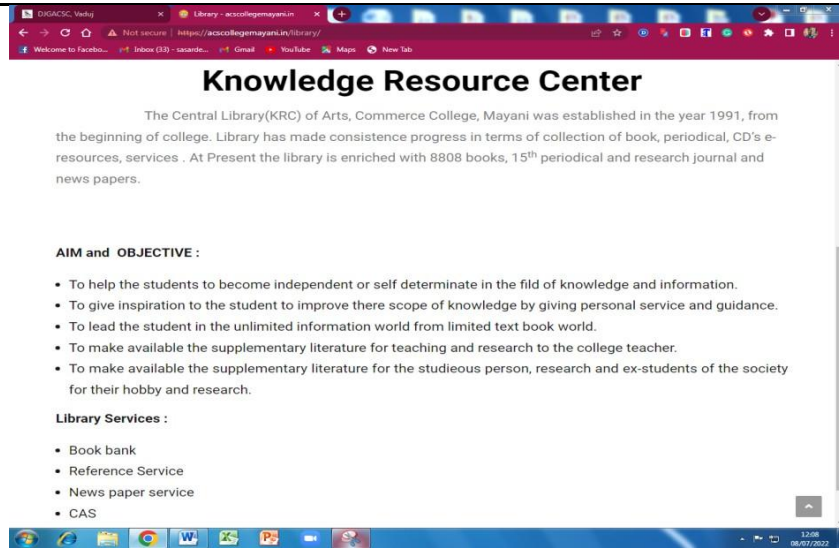 DJGACSC, Vaduj
Library - acscollegemayani.in
Not secure | https://acscollegemayani.in/library/
Welcome to Facebo... Inbox (33) - sasarde... Gmail YouTube Maps New Tab
Knowledge Resource Center
The Central Library(KRC) of Arts, Commerce College, Mayani was established in the year 1991, from
the beginning of college. Library has made consistence progress in terms of collection of book, periodical, CD's e-
resources, services . At Present the library is enriched with 8808 books, 15th periodical and research journal and
news papers.
AIM and OBJECTIVE :
• To help the students to become independent or self determinate in the fild of knowledge and information.
• To give inspiration to the student to improve there scope of knowledge by giving personal service and guidance.
• To lead the student in the unlimited information world from limited text book world.
• To make available the supplementary literature for teaching and research to the college teacher.
• To make available the supplementary literature for the studieous person, research and ex-students of the society
for their hobby and research.
Library Services :
• Book bank
• Reference Service
• News paper service
• CAS
12:08
08/07/2022